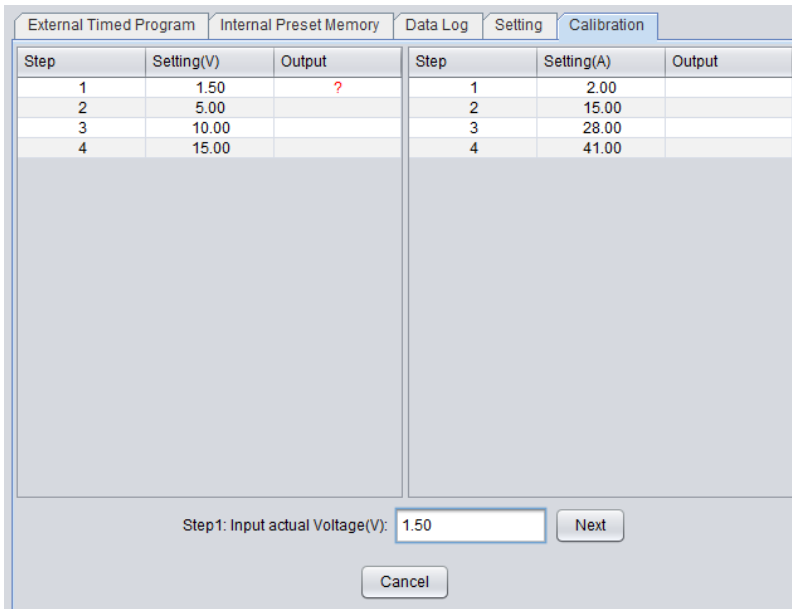 External Timed Program Internal Preset Memory Data Log Setting Calibration
Step Setting(V) Output Step Setting(A) Output
1 1.50 ? 1 2.00
2 5.00 2 15.00
3 10.00 3 28.00
4 15.00 4 41.00
Step1: Input actual Voltage(V): 1.50 Next
Cancel